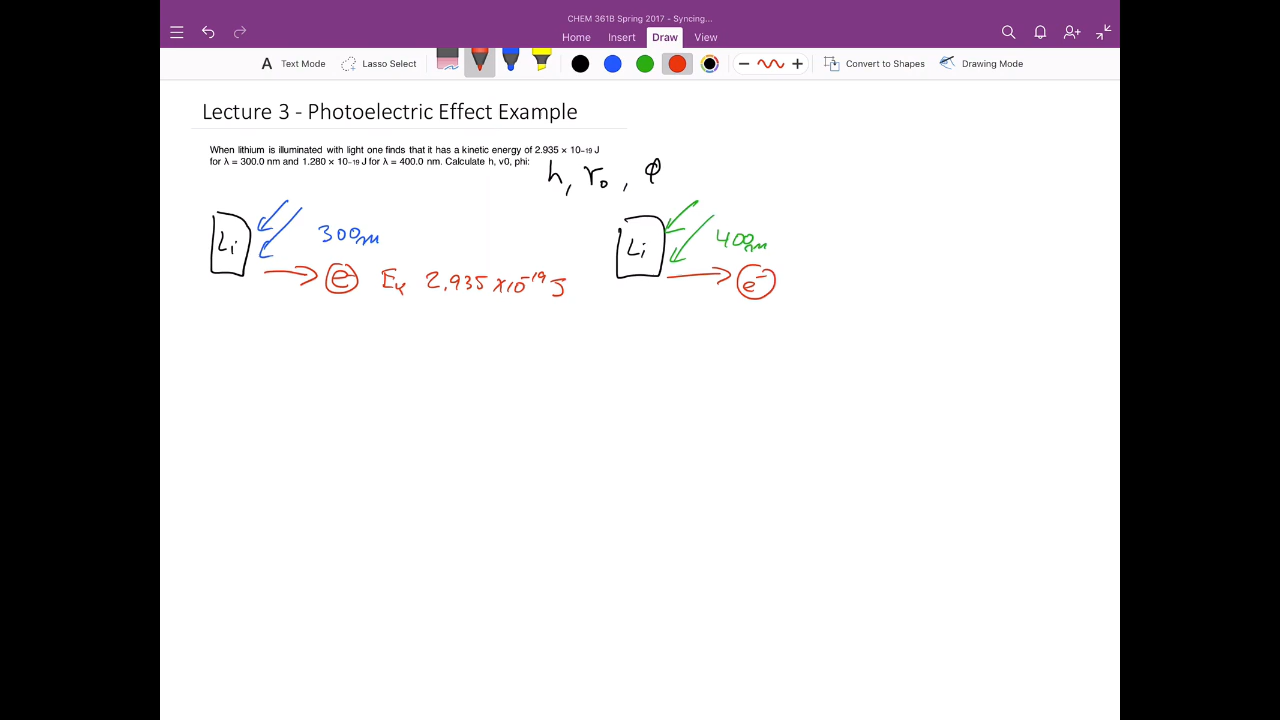 CHEM 361B Spring 2017 - Syncing...
Home Insert Draw View
A Text Mode Lasso Select Convert to Shapes Drawing Mode
Lecture 3 - Photoelectric Effect Example
When lithium is illuminated with light one finds that it has a kinetic energy of 2.935 × 10−19 J
for λ = 300.0 nm and 1.280 × 10−19 J for λ = 400.0 nm. Calculate h, v0, phi:
h, ν₀, φ
Li 300nm
e⁻ Eₖ 2.935 ×10⁻¹⁹ J
Li 400nm
e⁻